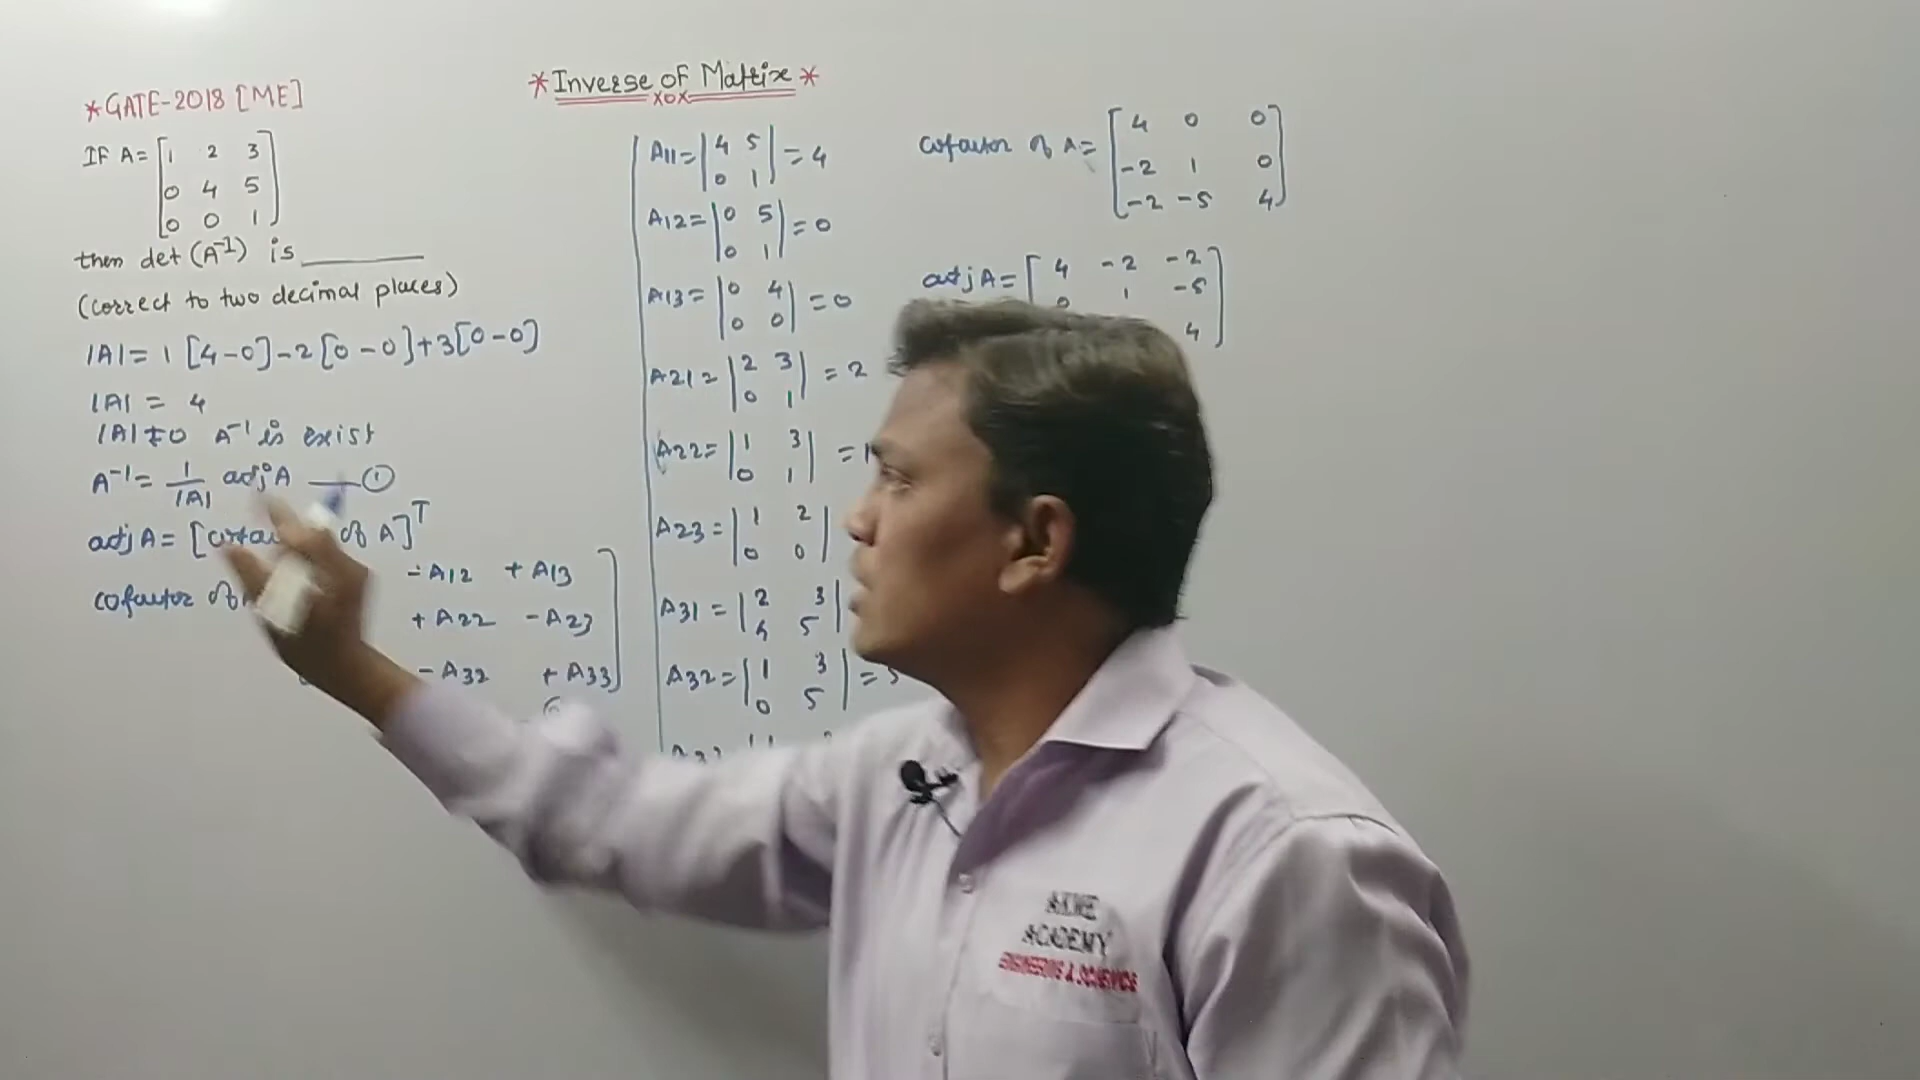 *Inverse of Matrix*
xox
*GATE-2018 [ME]
IF A= [1 2 3
0 4 5
0 0 1]
then det (A⁻¹) is ________
(correct to two decimal places)
|A|= 1 [4-0]-2[0-0]+3[0-0]
|A| = 4
|A|≠0 A⁻¹ is exist
A⁻¹= 1/|A| adjA —— ①
adjA= [ of A]ᵀ
cofactor of
-A12 +A13
+A22 -A23
-A32 +A33]
A11= |4 5
0 1| =4
A12= |0 5
0 1| =0
A13= |0 4
0 0| =0
A21= |2 3
0 1| =2
A22= |1 3
0 1| =1
A23= |1 2
0 0|
A31= |2 3
4 5|
A32= |1 3
0 5| =5
cofactor of A= [4 0 0
-2 1 0
-2 -5 4]
adjA= [4 -2 -2
0 1 -5
4]
AKME
ACADEMY
ENGINEERING & SCIENCES